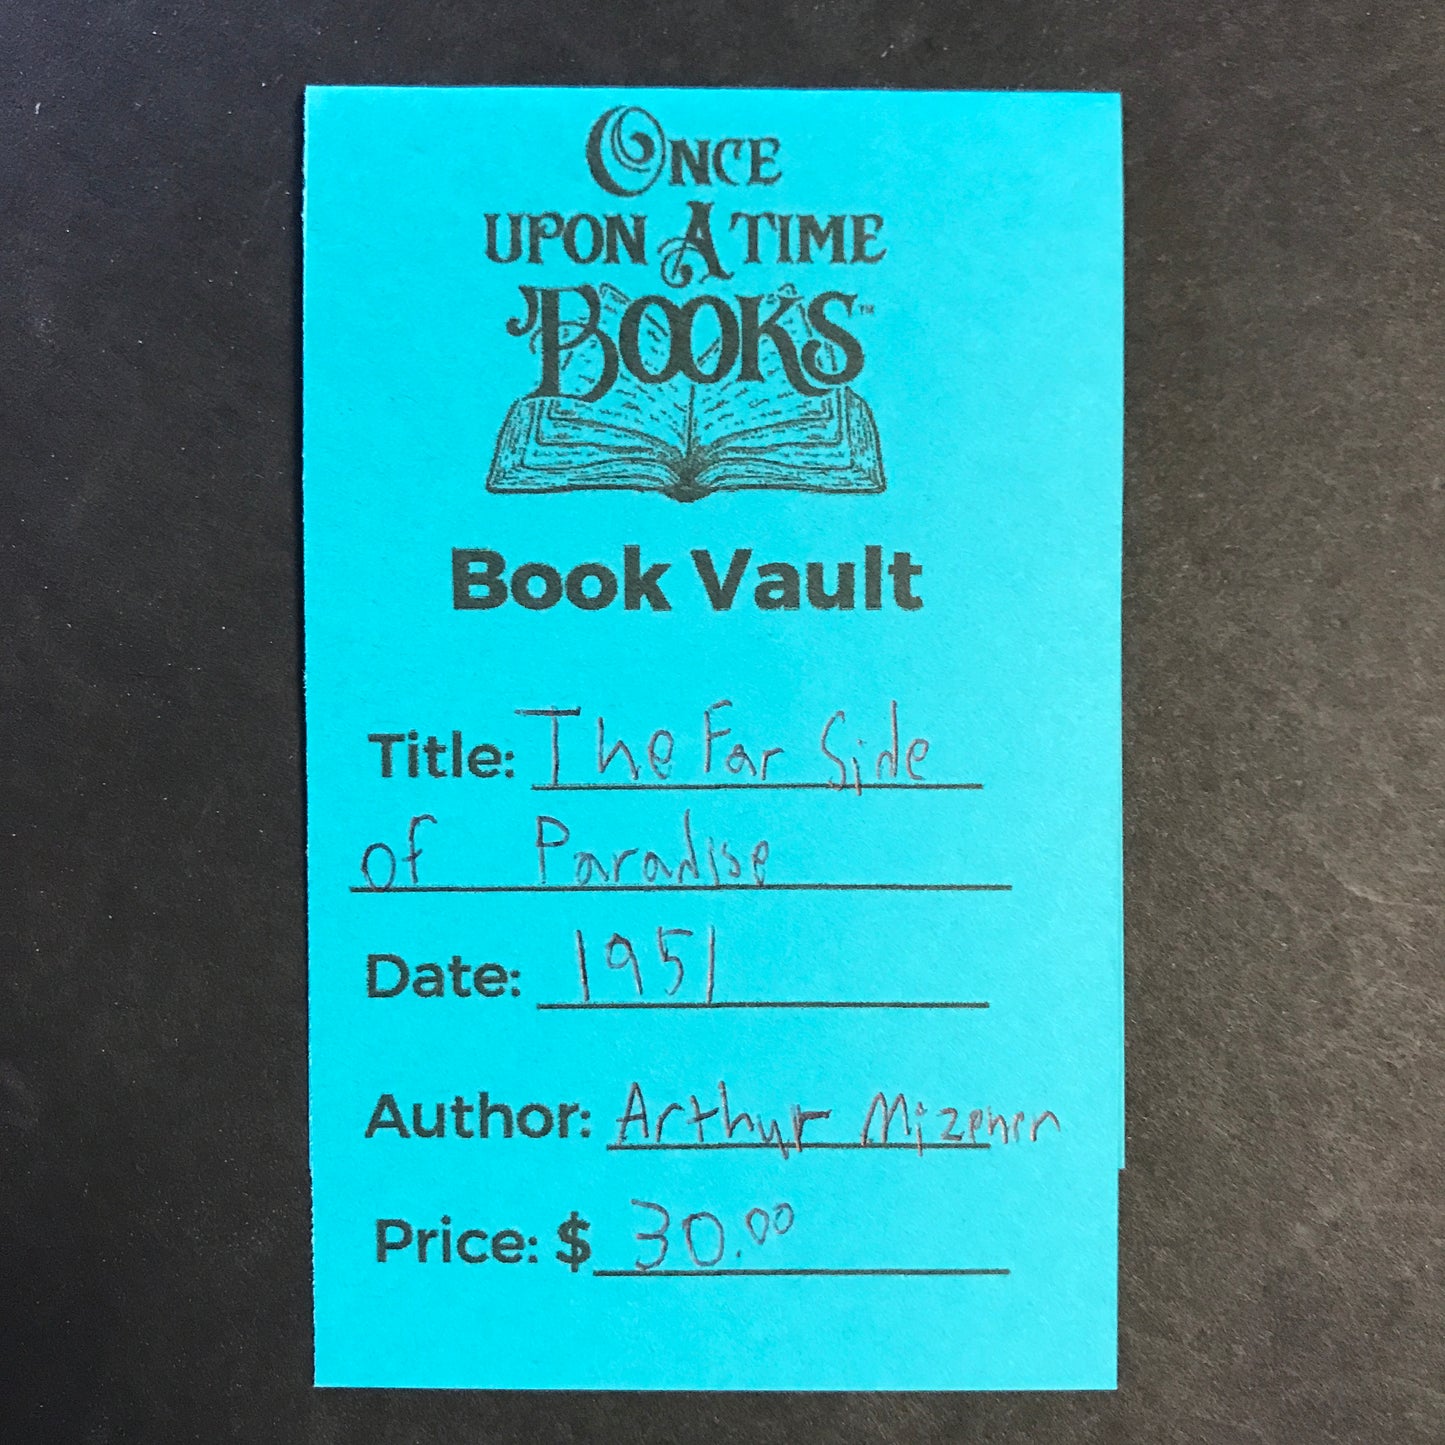 ONCE
UPON A TIME
BOOKS™
Book Vault
Title: The Far Side
of Paradise
Date: 1951
Author: Arthur Mizener
Price: $ 30.00